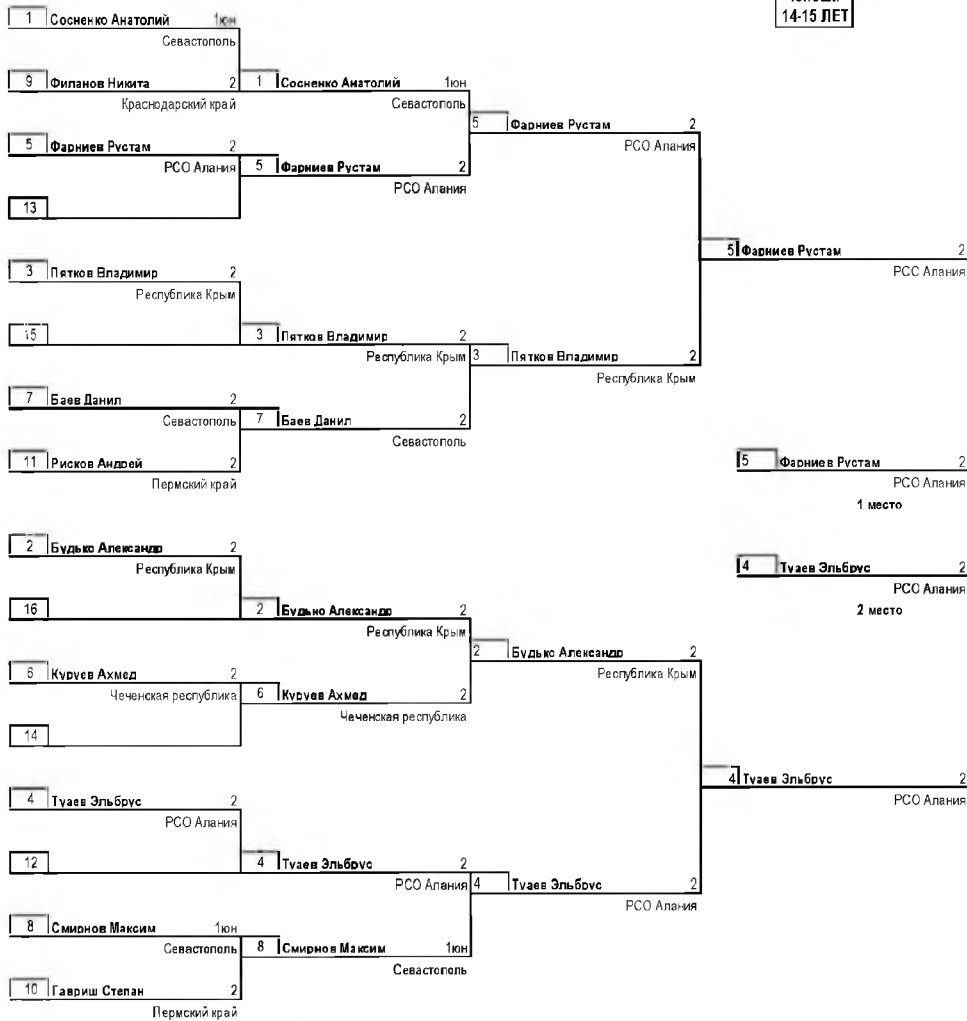 14-15 ЛЕТ
1 Сосненко Анатолий 1юн
Севастополь
9 Филанов Никита 2
Краснодарский край
1 Сосненко Анатолий 1юн
Севастополь
5 Фарниев Рустам 2
РСО Алания
5 Фарниев Рустам 2
РСО Алания
5 Фарниев Рустам 2
РСО Алания
13
5 Фарниев Рустам 2
РСС Алания
3 Пятков Владимир 2
Республика Крым
15
3 Пятков Владимир 2
Республика Крым
3 Пятков Владимир 2
Республика Крым
7 Баев Данил 2
Севастополь
7 Баев Данил 2
Севастополь
11 Рисков Андрей 2
Пермский край
5 Фарниев Рустам 2
РСО Алания
1 место
2 Будько Александр 2
Республика Крым
4 Туаев Эльбрус 2
РСО Алания
2 место
16
2 Будько Александр 2
Республика Крым
2 Будько Александр 2
Республика Крым
6 Куруев Ахмед 2
Чеченская республика
6 Куруев Ахмед 2
Чеченская республика
14
4 Туаев Эльбрус 2
РСО Алания
4 Туаев Эльбрус 2
РСО Алания
12
4 Туаев Эльбрус 2
РСО Алания
4 Туаев Эльбрус 2
РСО Алания
8 Смирнов Максим 1юн
Севастополь
8 Смирнов Максим 1юн
Севастополь
10 Гавриш Степан 2
Пермский край